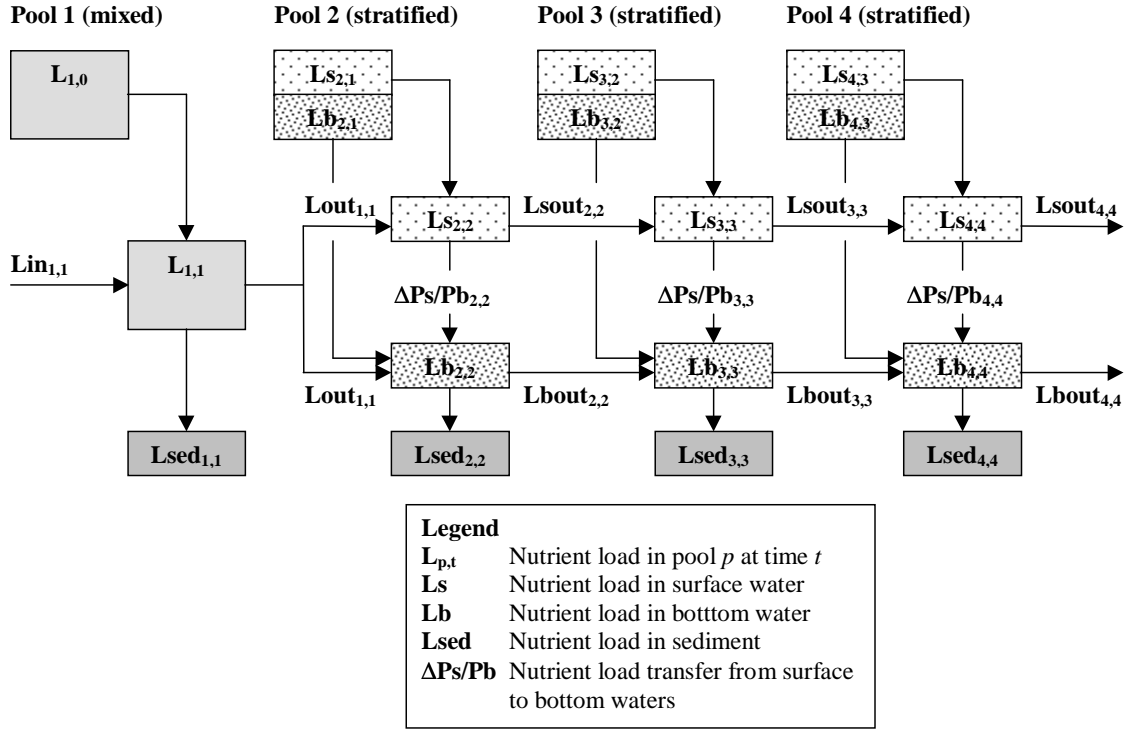 Pool 1 (mixed) Pool 2 (stratified) Pool 3 (stratified) Pool 4 (stratified)
L1,0 Ls2,1 Ls3,2 Ls4,3
Lb2,1 Lb3,2 Lb4,3
Lout1,1 Lsout2,2 Lsout3,3 Lsout4,4
Ls2,2 Ls3,3 Ls4,4
Lin1,1 L1,1
ΔPs/Pb2,2 ΔPs/Pb3,3 ΔPs/Pb4,4
Lb2,2 Lb3,3 Lb4,4
Lout1,1 Lbout2,2 Lbout3,3 Lbout4,4
Lsed1,1 Lsed2,2 Lsed3,3 Lsed4,4
Legend
Lp,t Nutrient load in pool p at time t
Ls Nutrient load in surface water
Lb Nutrient load in botttom water
Lsed Nutrient load in sediment
ΔPs/Pb Nutrient load transfer from surface
to bottom waters